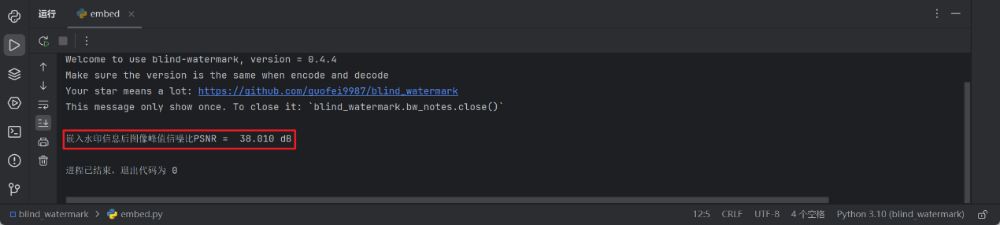 运行 embed
Welcome to use blind-watermark, version = 0.4.4
Make sure the version is the same when encode and decode
Your star means a lot: https://github.com/guofei9987/blind_watermark
This message only show once. To close it: `blind_watermark.bw_notes.close()`
嵌入水印信息后图像峰值信噪比PSNR = 38.010 dB
进程已结束，退出代码为 0
blind_watermark > embed.py 12:5 CRLF UTF-8 4 个空格 Python 3.10 (blind_watermark)